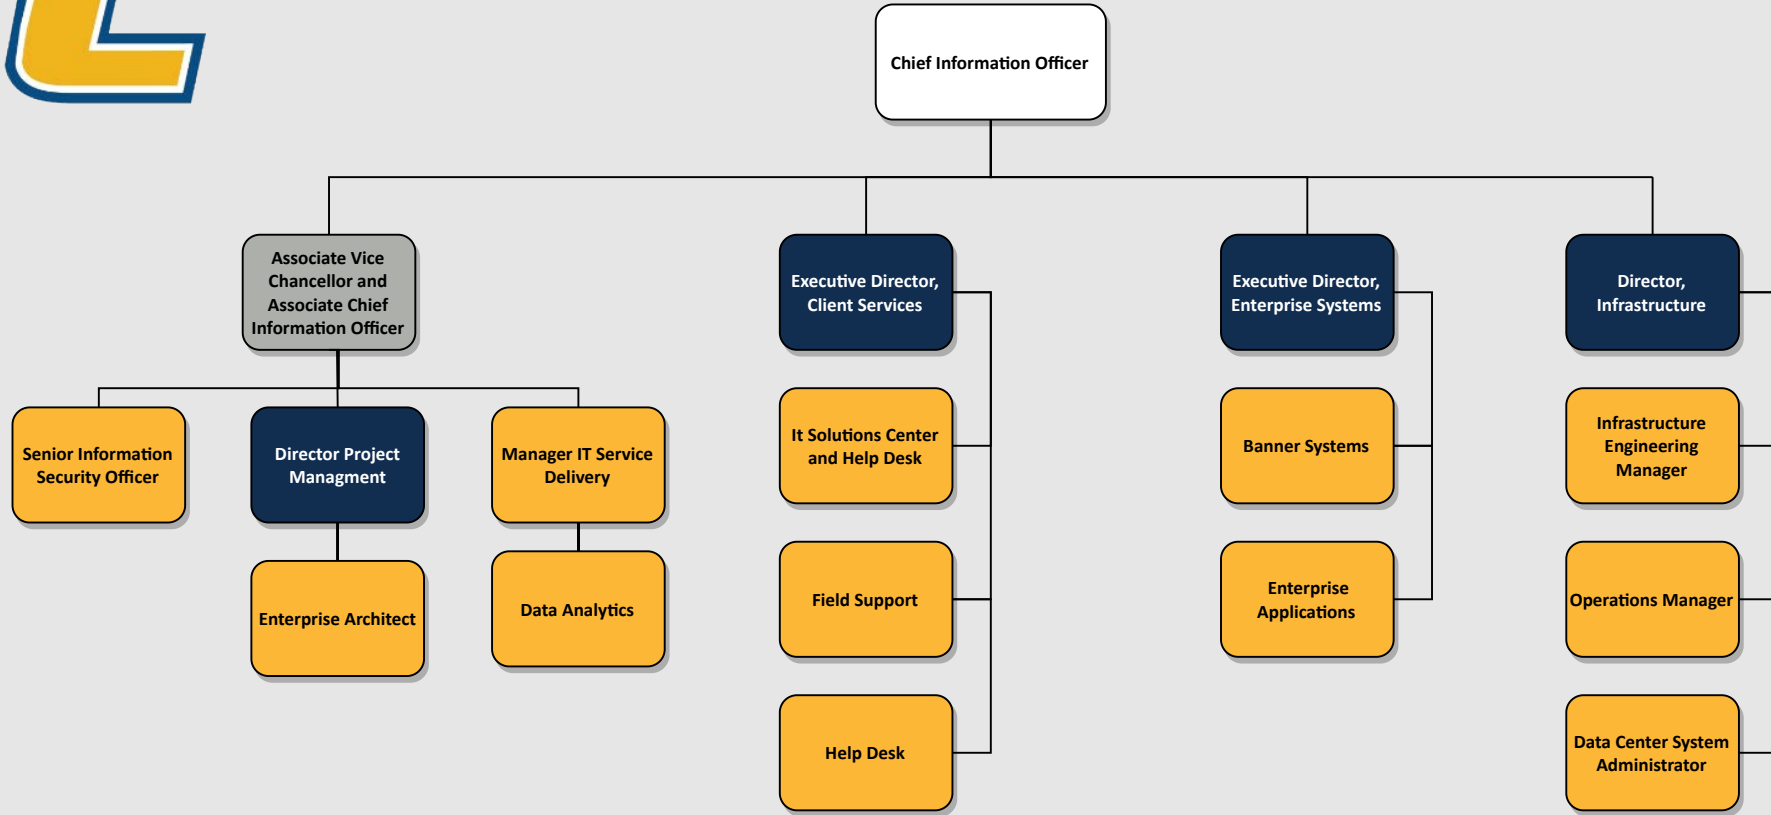 Chief Information Officer
Associate Vice
Chancellor and
Associate Chief
Information Officer
Executive Director,
Client Services
Executive Director,
Enterprise Systems
Director,
Infrastructure
Senior Information
Security Officer
Director Project
Managment
Manager IT Service
Delivery
It Solutions Center
and Help Desk
Banner Systems
Infrastructure
Engineering
Manager
Enterprise Architect
Data Analytics
Field Support
Enterprise
Applications
Operations Manager
Help Desk
Data Center System
Administrator